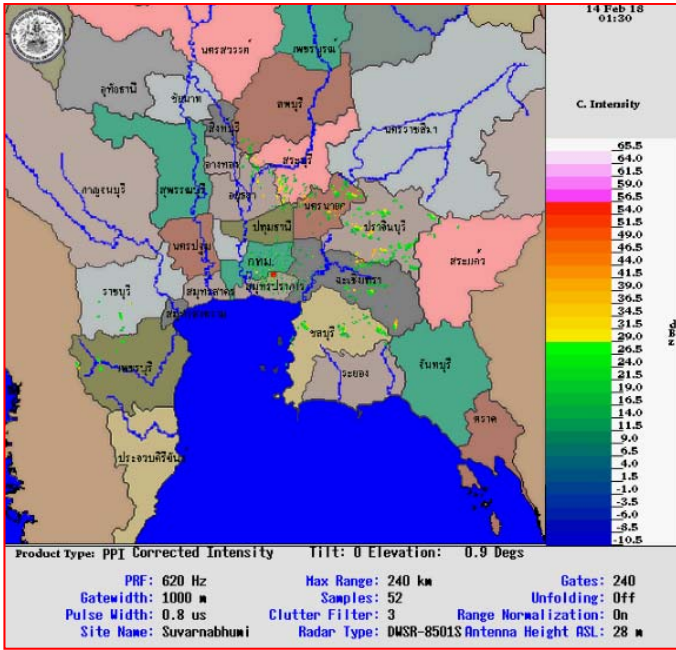 14 Feb 18
01:30
นครสวรรค์
เพชรบูรณ์
อุทัยธานี
ชัยนาท
ลพบุรี
C. Intensity
สิงหบุรี
นครราชสีมา
อ่างทอง
สระบุรี
กาญจนบุรี
สุพรรณบุรี
อยุธยา
นครนายก
ปราจีนบุรี
ปทุมธานี
นครปฐม
สระแก้ว
กทม.
ราชบุรี
สมุทรสาคร
สมุทรปราการ
ฉะเชิงเทรา
สมุทรสงคราม
ชลบุรี
เพชรบุรี
ระยอง
จันทบุรี
ตราด
ประจวบคีรีขันธ์
65.5
64.0
61.5
59.0
56.5
54.0
51.5
49.0
46.5
44.0
41.5
39.0
36.5
34.0
31.5
29.0
26.5
24.0
21.5
19.0
16.5
14.0
11.5
9.0
6.5
4.0
1.5
-1.0
-3.5
-6.0
-8.5
-10.5
Product Type: PPI Corrected Intensity Tilt: 0 Elevation: 0.9 Degs
PRF: 620 Hz Max Range: 240 km Gates: 240
Gatewidth: 1000 m Samples: 52 Unfolding: Off
Pulse Width: 0.8 us Clutter Filter: 3 Range Normalization: On
Site Name: Suvarnabhumi Radar Type: DWSR-8501S Antenna Height ASL: 28 m